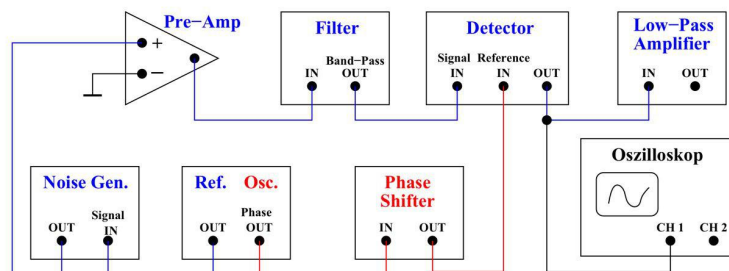 Pre-Amp
+
-
Filter
Band-Pass
IN OUT
Detector
Signal Reference
IN IN OUT
Low-Pass
Amplifier
IN OUT
Noise Gen.
Signal
OUT IN
Ref. Osc.
Phase
OUT OUT
Phase
Shifter
IN OUT
Oszilloskop
CH 1 CH 2